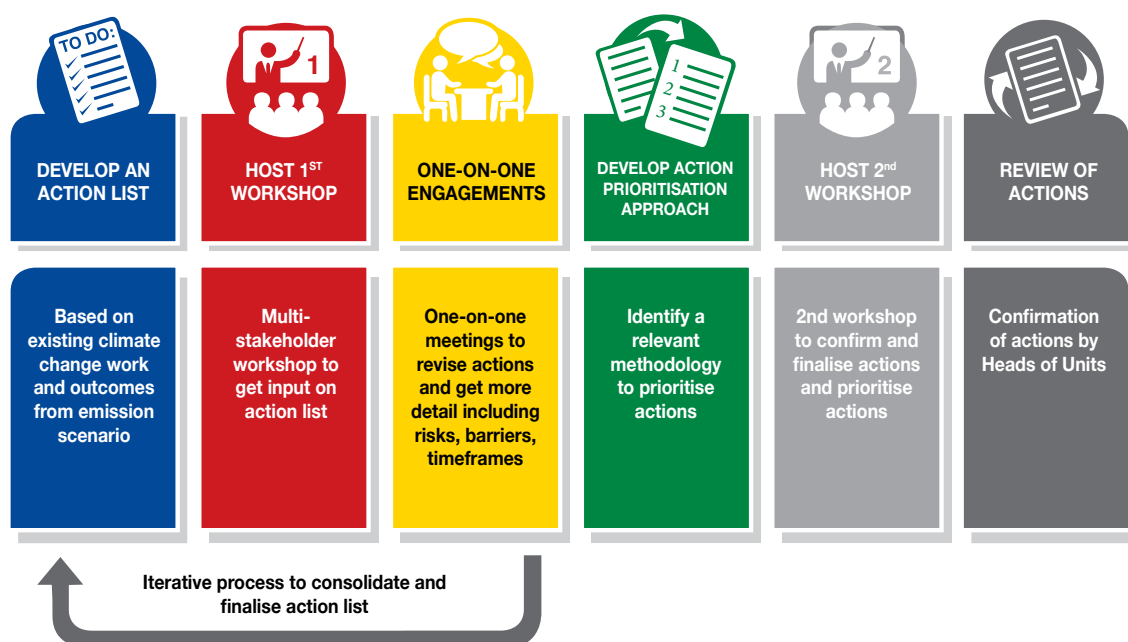 TO DO:
1
1
2
3
2
DEVELOP AN
ACTION LIST
HOST 1ST
WORKSHOP
ONE-ON-ONE
ENGAGEMENTS
DEVELOP ACTION
PRIORITISATION
APPROACH
HOST 2nd
WORKSHOP
REVIEW OF
ACTIONS
Based on
existing climate
change work
and outcomes
from emission
scenario
Multi-
stakeholder
workshop to
get input on
action list
One-on-one
meetings to
revise actions
and get more
detail including
risks, barriers,
timeframes
Identify a
relevant
methodology
to prioritise
actions
2nd workshop
to confirm and
finalise actions
and prioritise
actions
Confirmation
of actions by
Heads of Units
Iterative process to consolidate and
finalise action list